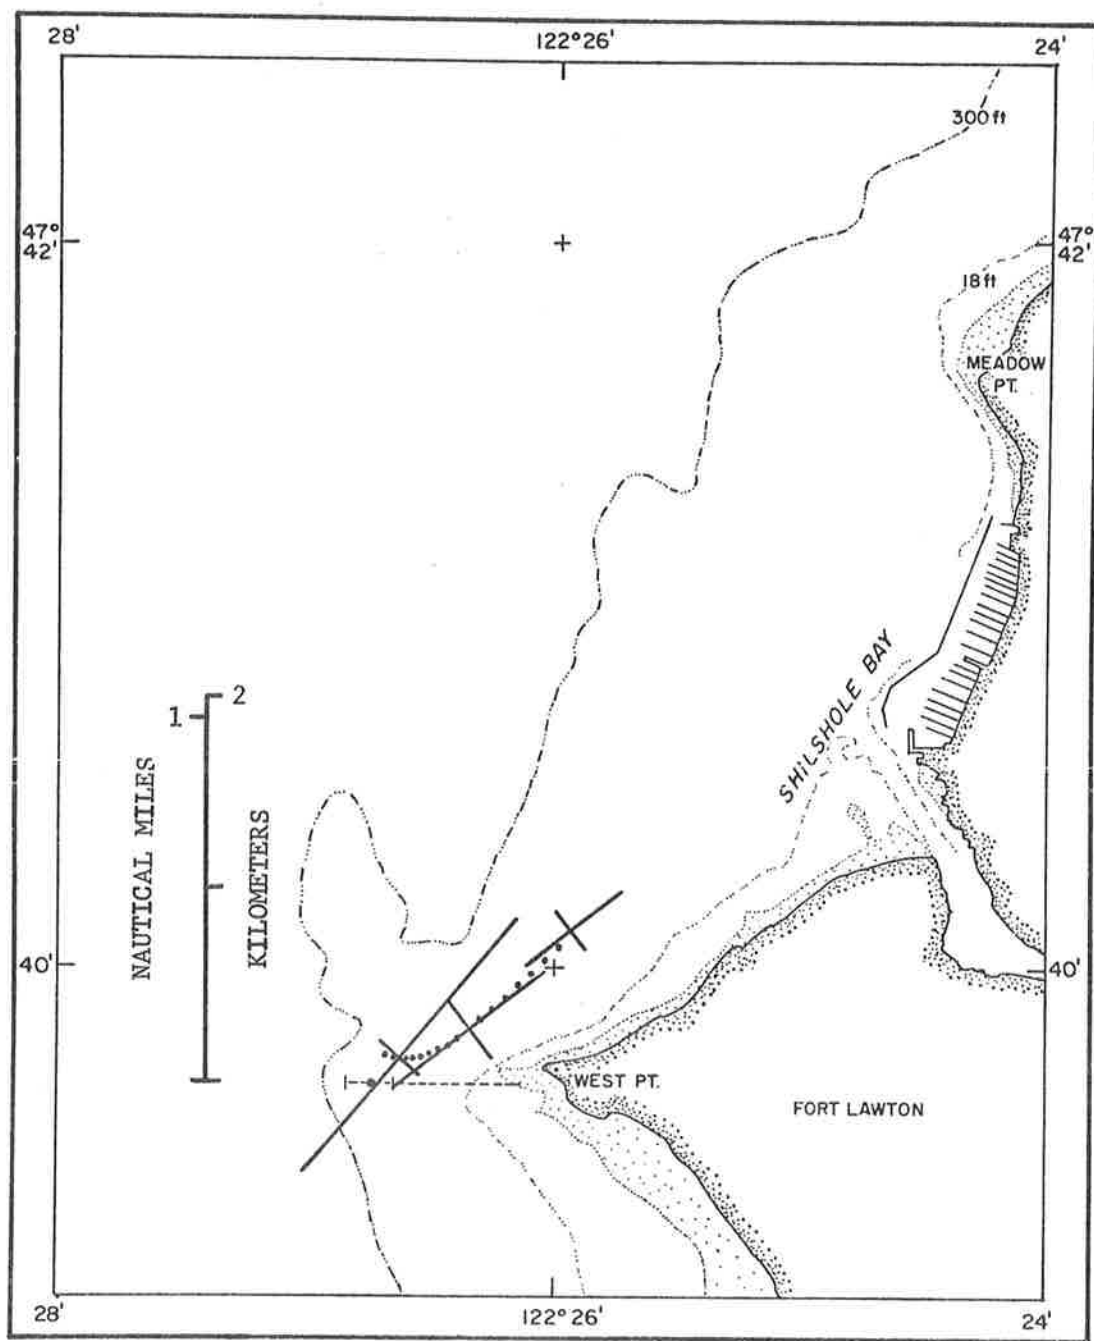 28'
122° 26'
24'
300 ft
47°
42'
47°
42'
18 ft
MEADOW
PT.
SHILSHOLE BAY
1
2
NAUTICAL MILES
KILOMETERS
40'
40'
WEST PT.
FORT LAWTON
28'
122° 26'
24'